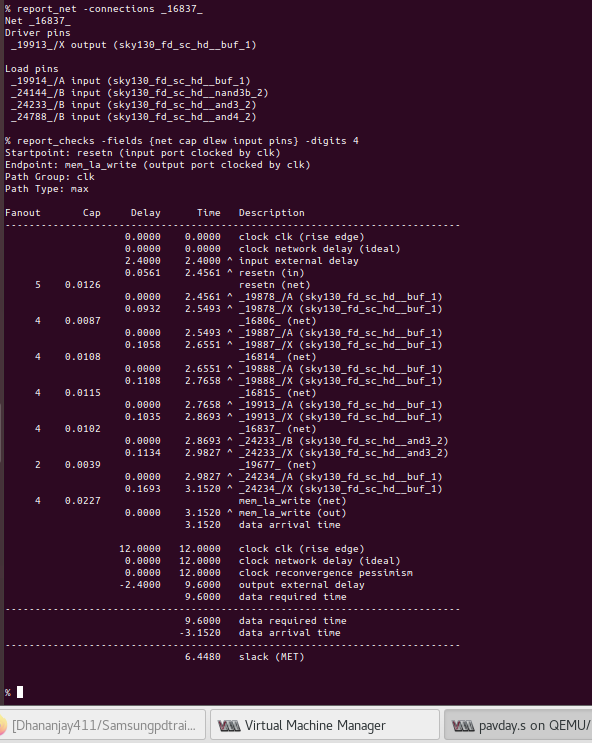 % report_net -connections _16837_
Net _16837_
Driver pins
_19913_/X output (sky130_fd_sc_hd__buf_1)
Load pins
_19914_/A input (sky130_fd_sc_hd__buf_1)
_24144_/B input (sky130_fd_sc_hd__nand3b_2)
_24233_/B input (sky130_fd_sc_hd__and3_2)
_24788_/B input (sky130_fd_sc_hd__and4_2)
% report_checks -fields {net cap dlew input pins} -digits 4
Startpoint: resetn (input port clocked by clk)
Endpoint: mem_la_write (output port clocked by clk)
Path Group: clk
Path Type: max
Fanout Cap Delay Time Description
-----------------------------------------------------------------------------
0.0000 0.0000 clock clk (rise edge)
0.0000 0.0000 clock network delay (ideal)
2.4000 2.4000 ^ input external delay
0.0561 2.4561 ^ resetn (in)
5 0.0126 resetn (net)
0.0000 2.4561 ^ _19878_/A (sky130_fd_sc_hd__buf_1)
0.0932 2.5493 ^ _19878_/X (sky130_fd_sc_hd__buf_1)
4 0.0087 _16806_ (net)
0.0000 2.5493 ^ _19887_/A (sky130_fd_sc_hd__buf_1)
0.1058 2.6551 ^ _19887_/X (sky130_fd_sc_hd__buf_1)
4 0.0108 _16814_ (net)
0.0000 2.6551 ^ _19888_/A (sky130_fd_sc_hd__buf_1)
0.1108 2.7658 ^ _19888_/X (sky130_fd_sc_hd__buf_1)
4 0.0115 _16815_ (net)
0.0000 2.7658 ^ _19913_/A (sky130_fd_sc_hd__buf_1)
0.1035 2.8693 ^ _19913_/X (sky130_fd_sc_hd__buf_1)
4 0.0102 _16837_ (net)
0.0000 2.8693 ^ _24233_/B (sky130_fd_sc_hd__and3_2)
0.1134 2.9827 ^ _24233_/X (sky130_fd_sc_hd__and3_2)
2 0.0039 _19677_ (net)
0.0000 2.9827 ^ _24234_/A (sky130_fd_sc_hd__buf_1)
0.1693 3.1520 ^ _24234_/X (sky130_fd_sc_hd__buf_1)
4 0.0227 mem_la_write (net)
0.0000 3.1520 ^ mem_la_write (out)
3.1520 data arrival time
12.0000 12.0000 clock clk (rise edge)
0.0000 12.0000 clock network delay (ideal)
0.0000 12.0000 clock reconvergence pessimism
-2.4000 9.6000 output external delay
9.6000 data required time
-----------------------------------------------------------------------------
9.6000 data required time
-3.1520 data arrival time
-----------------------------------------------------------------------------
6.4480 slack (MET)
%
[Dhananjay411/Samsungpdtrai... Virtual Machine Manager pavday.s on QEMU/